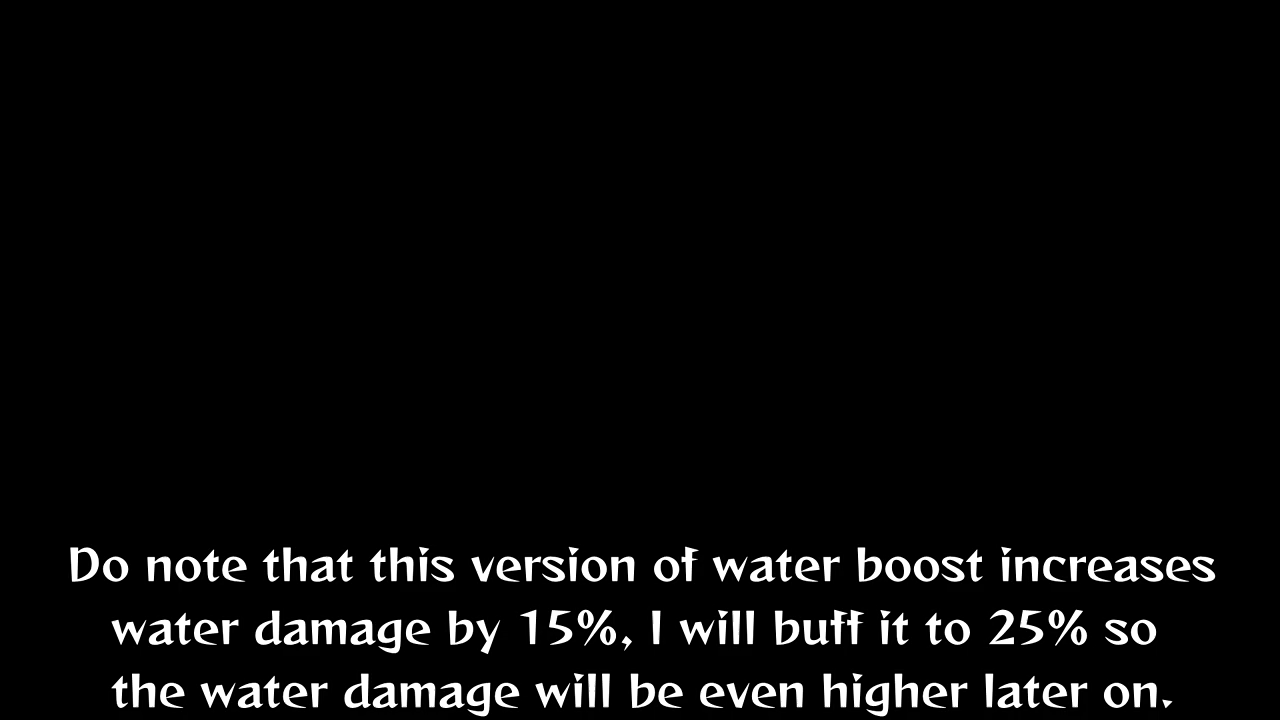 Do note that this version of water boost increases
water damage by 15%, I will buff it to 25% so
the water damage will be even higher later on.